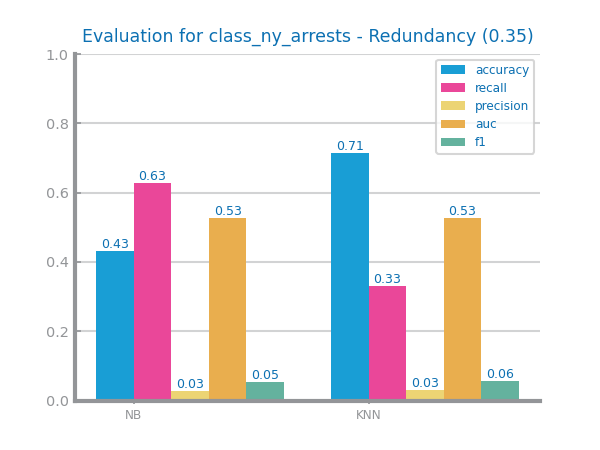 Evaluation for class_ny_arrests - Redundancy (0.35)
1.0
0.8
0.6
0.4
0.2
0.0
accuracy
recall
precision
auc
f1
0.43
0.63
0.03
0.53
0.05
0.71
0.33
0.03
0.53
0.06
NB
KNN